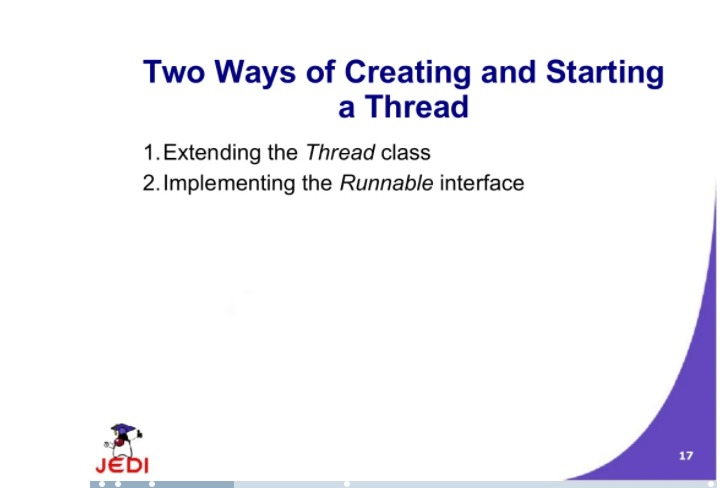 Two Ways of Creating and Starting
a Thread
1.Extending the Thread class
2.Implementing the Runnable interface
JEDI
17